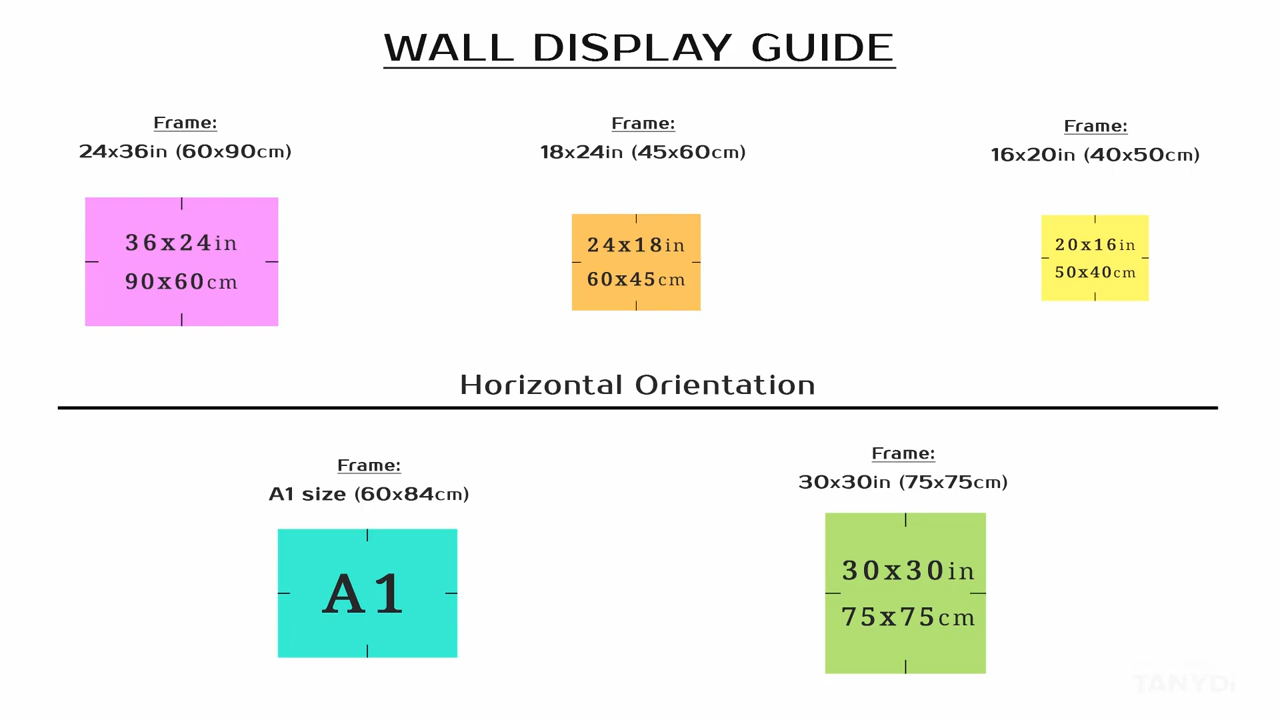 WALL DISPLAY GUIDE
Frame:
24x36in (60x90cm)
36x24in
90x60cm
Frame:
18x24in (45x60cm)
24x18in
60x45cm
Frame:
16x20in (40x50cm)
20x16in
50x40cm
Horizontal Orientation
Frame:
A1 size (60x84cm)
A1
Frame:
30x30in (75x75cm)
30x30in
75x75cm